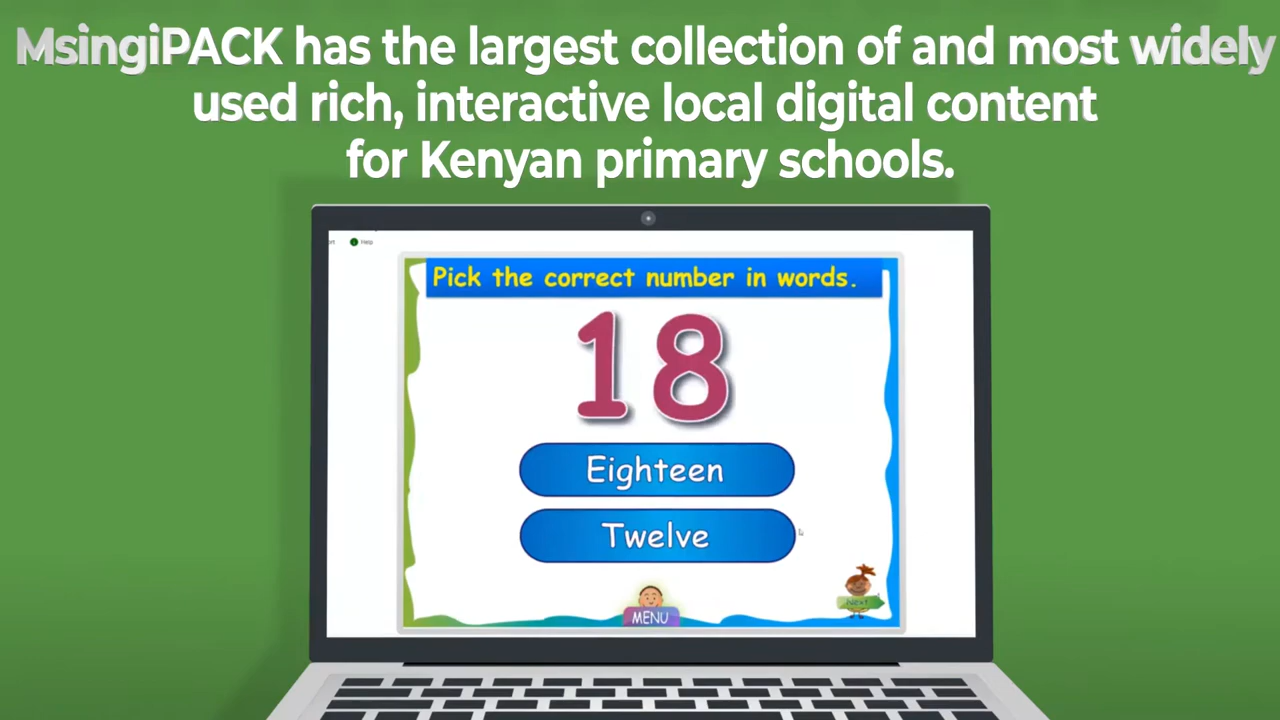 MsingiPACK has the largest collection of and most widely
used rich, interactive local digital content
for Kenyan primary schools.
Help
Pick the correct number in words.
18
Eighteen
Twelve
Next
MENU